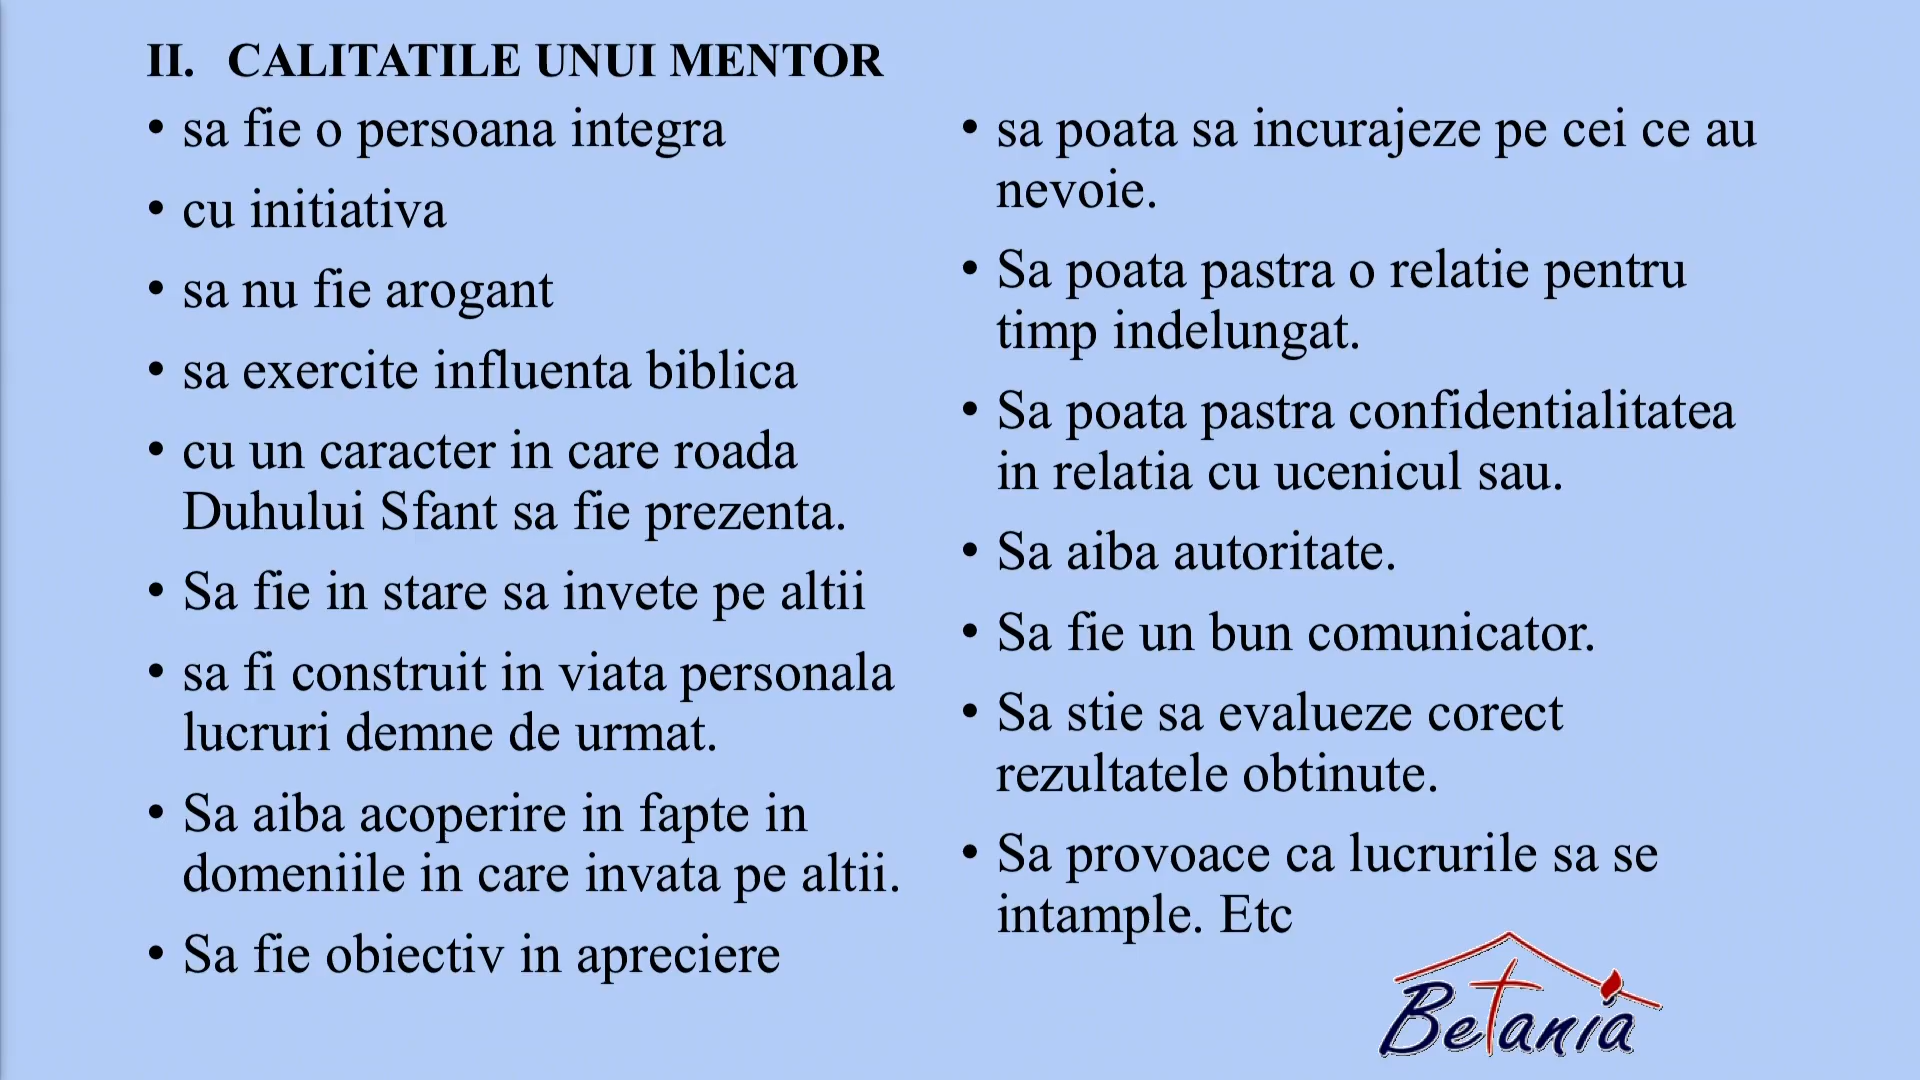 II. CALITATILE UNUI MENTOR
• sa fie o persoana integra
• cu initiativa
• sa nu fie arogant
• sa exercite influenta biblica
• cu un caracter in care roada
Duhului Sfant sa fie prezenta.
• Sa fie in stare sa invete pe altii
• sa fi construit in viata personala
lucruri demne de urmat.
• Sa aiba acoperire in fapte in
domeniile in care invata pe altii.
• Sa fie obiectiv in apreciere
• sa poata sa incurajeze pe cei ce au
nevoie.
• Sa poata pastra o relatie pentru
timp indelungat.
• Sa poata pastra confidentialitatea
in relatia cu ucenicul sau.
• Sa aiba autoritate.
• Sa fie un bun comunicator.
• Sa stie sa evalueze corect
rezultatele obtinute.
• Sa provoace ca lucrurile sa se
intample. Etc
Betania